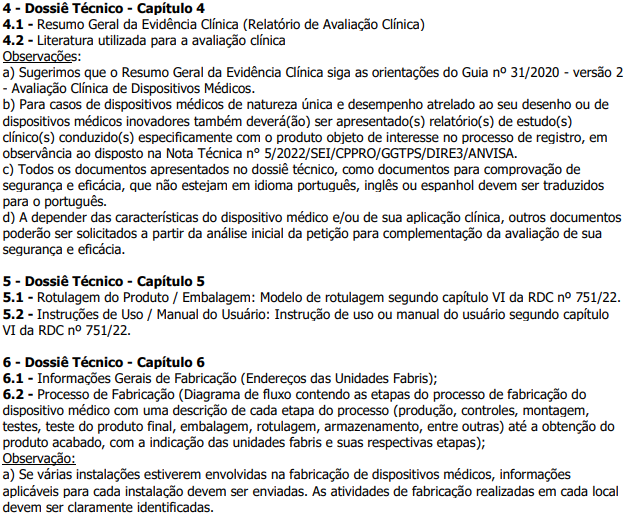 4 - Dossiê Técnico - Capítulo 4
4.1 - Resumo Geral da Evidência Clínica (Relatório de Avaliação Clínica)
4.2 - Literatura utilizada para a avaliação clínica
Observações:
a) Sugerimos que o Resumo Geral da Evidência Clínica siga as orientações do Guia nº 31/2020 - versão 2
- Avaliação Clínica de Dispositivos Médicos.
b) Para casos de dispositivos médicos de natureza única e desempenho atrelado ao seu desenho ou de
dispositivos médicos inovadores também deverá(ão) ser apresentado(s) relatório(s) de estudo(s)
clínico(s) conduzido(s) especificamente com o produto objeto de interesse no processo de registro, em
observância ao disposto na Nota Técnica n° 5/2022/SEI/CPPRO/GGTPS/DIRE3/ANVISA.
c) Todos os documentos apresentados no dossiê técnico, como documentos para comprovação de
segurança e eficácia, que não estejam em idioma português, inglês ou espanhol devem ser traduzidos
para o português.
d) A depender das características do dispositivo médico e/ou de sua aplicação clínica, outros documentos
poderão ser solicitados a partir da análise inicial da petição para complementação da avaliação de sua
segurança e eficácia.
5 - Dossiê Técnico - Capítulo 5
5.1 - Rotulagem do Produto / Embalagem: Modelo de rotulagem segundo capítulo VI da RDC nº 751/22.
5.2 - Instruções de Uso / Manual do Usuário: Instrução de uso ou manual do usuário segundo capítulo
VI da RDC nº 751/22.
6 - Dossiê Técnico - Capítulo 6
6.1 - Informações Gerais de Fabricação (Endereços das Unidades Fabris);
6.2 - Processo de Fabricação (Diagrama de fluxo contendo as etapas do processo de fabricação do
dispositivo médico com uma descrição de cada etapa do processo (produção, controles, montagem,
testes, teste do produto final, embalagem, rotulagem, armazenamento, entre outras) até a obtenção do
produto acabado, com a indicação das unidades fabris e suas respectivas etapas);
Observação:
a) Se várias instalações estiverem envolvidas na fabricação de dispositivos médicos, informações
aplicáveis para cada instalação devem ser enviadas. As atividades de fabricação realizadas em cada local
devem ser claramente identificadas.